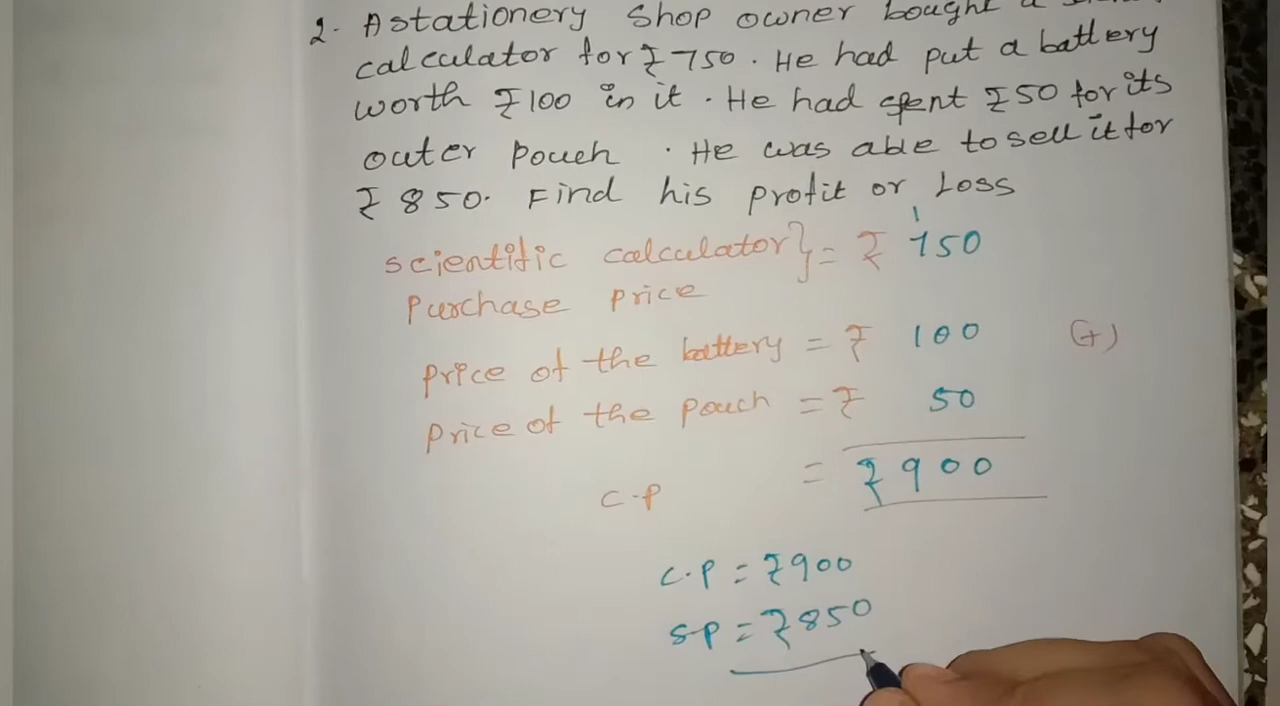 2. A stationery shop owner bought a
calculator for ₹750. He had put a battery
worth ₹100 in it. He had spent ₹50 for its
outer pouch. He was able to sell it for
₹850. Find his profit or Loss
1
scientific calculator} = ₹ 750
Purchase price
price of the battery = ₹ 100 (+)
price of the pouch = ₹ 50
C.P = ₹900
C.P = ₹900
S.P = ₹850